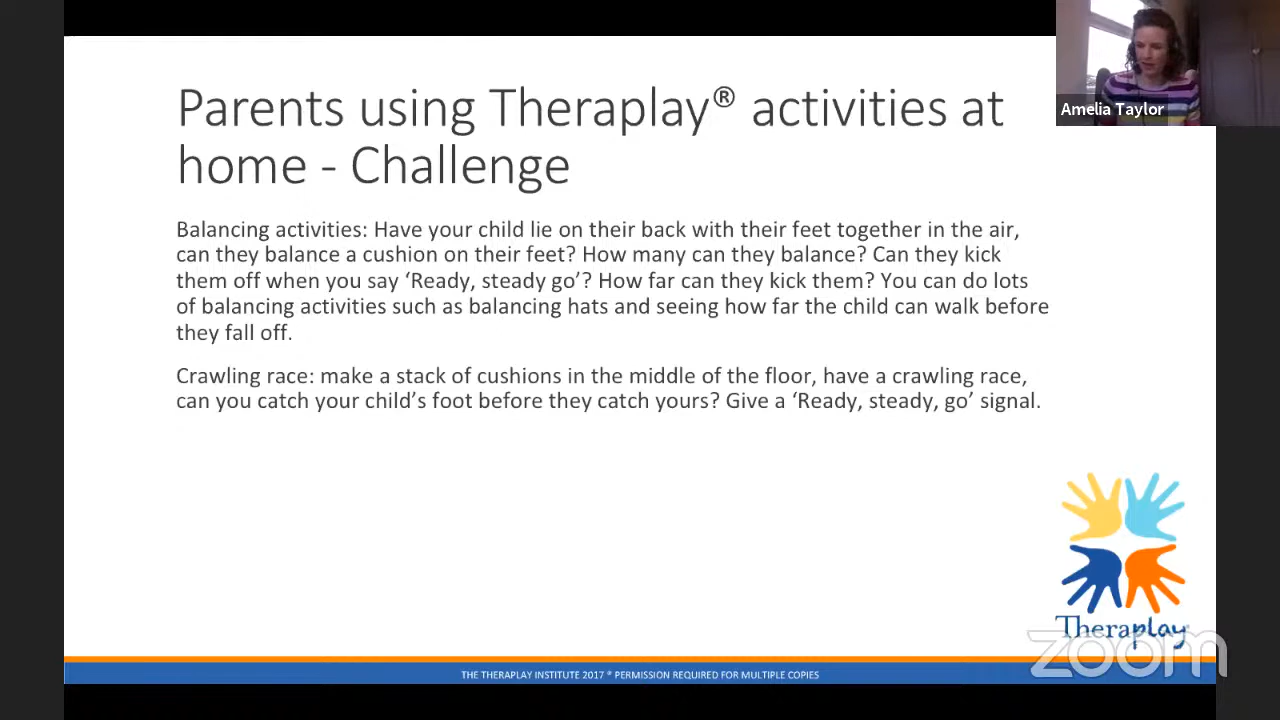 Parents using Theraplay® activities at
home - Challenge
Amelia Taylor
Balancing activities: Have your child lie on their back with their feet together in the air,
can they balance a cushion on their feet? How many can they balance? Can they kick
them off when you say ‘Ready, steady go’? How far can they kick them? You can do lots
of balancing activities such as balancing hats and seeing how far the child can walk before
they fall off.
Crawling race: make a stack of cushions in the middle of the floor, have a crawling race,
can you catch your child’s foot before they catch yours? Give a ‘Ready, steady, go’ signal.
Theraplay®
zoom
THE THERAPLAY INSTITUTE 2017 ® PERMISSION REQUIRED FOR MULTIPLE COPIES